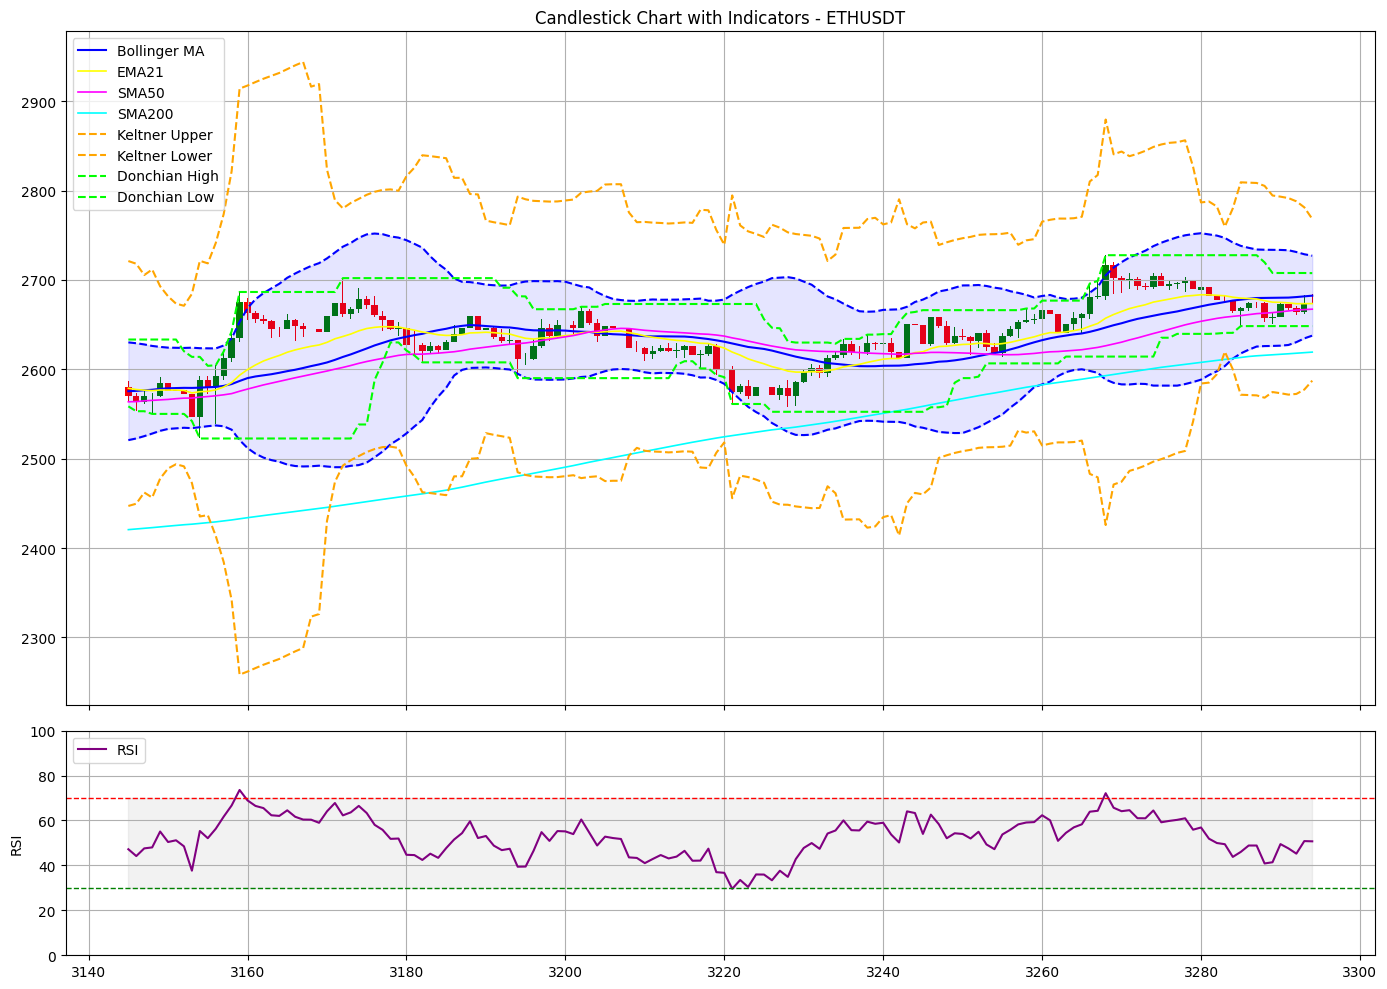 Candlestick Chart with Indicators - ETHUSDT
Bollinger MA
EMA21
SMA50
SMA200
Keltner Upper
Keltner Lower
Donchian High
Donchian Low
2900
2800
2700
2600
2500
2400
2300
RSI
100
80
60
40
20
0
RSI
3140 3160 3180 3200 3220 3240 3260 3280 3300